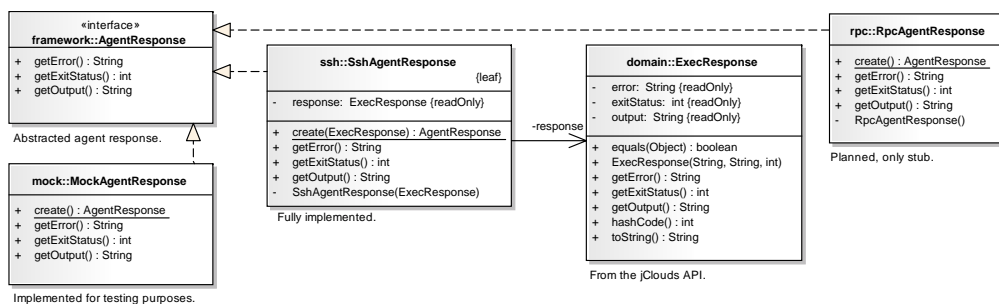 «interface»
framework::AgentResponse
+ getError() : String
+ getExitStatus() : int
+ getOutput() : String
Abstracted agent response.
mock::MockAgentResponse
+ create() : AgentResponse
+ getError() : String
+ getExitStatus() : int
+ getOutput() : String
Implemented for testing purposes.
ssh::SshAgentResponse
{leaf}
- response: ExecResponse {readOnly}
+ create(ExecResponse) : AgentResponse
+ getError() : String
+ getExitStatus() : int
+ getOutput() : String
- SshAgentResponse(ExecResponse)
Fully implemented.
-response
domain::ExecResponse
- error: String {readOnly}
- exitStatus: int {readOnly}
- output: String {readOnly}
+ equals(Object) : boolean
+ ExecResponse(String, String, int)
+ getError() : String
+ getExitStatus() : int
+ getOutput() : String
+ hashCode() : int
+ toString() : String
From the jClouds API.
rpc::RpcAgentResponse
+ create() : AgentResponse
+ getError() : String
+ getExitStatus() : int
+ getOutput() : String
- RpcAgentResponse()
Planned, only stub.